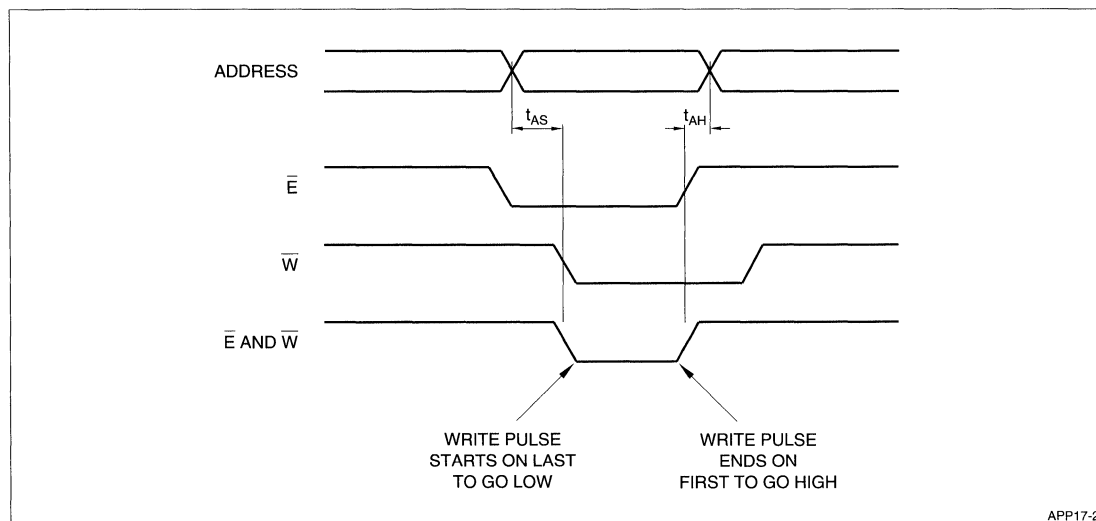 ADDRESS
tAS
tAH
E̅
W̅
E̅ AND W̅
WRITE PULSE
STARTS ON LAST
TO GO LOW
WRITE PULSE
ENDS ON
FIRST TO GO HIGH
APP17-2